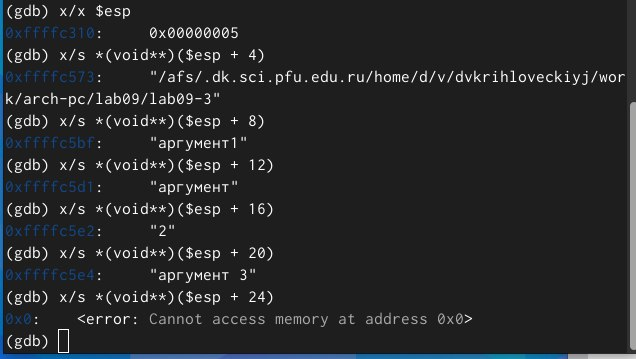 (gdb) x/x $esp
0xffffc310:     0x00000005
(gdb) x/s *(void**)($esp + 4)
0xffffc573:     "/afs/.dk.sci.pfu.edu.ru/home/d/v/dvkrihloveckiyj/wor
k/arch-pc/lab09/lab09-3"
(gdb) x/s *(void**)($esp + 8)
0xffffc5bf:     "аргумент1"
(gdb) x/s *(void**)($esp + 12)
0xffffc5d1:     "аргумент"
(gdb) x/s *(void**)($esp + 16)
0xffffc5e2:     "2"
(gdb) x/s *(void**)($esp + 20)
0xffffc5e4:     "аргумент 3"
(gdb) x/s *(void**)($esp + 24)
0x0:    <error: Cannot access memory at address 0x0>
(gdb)